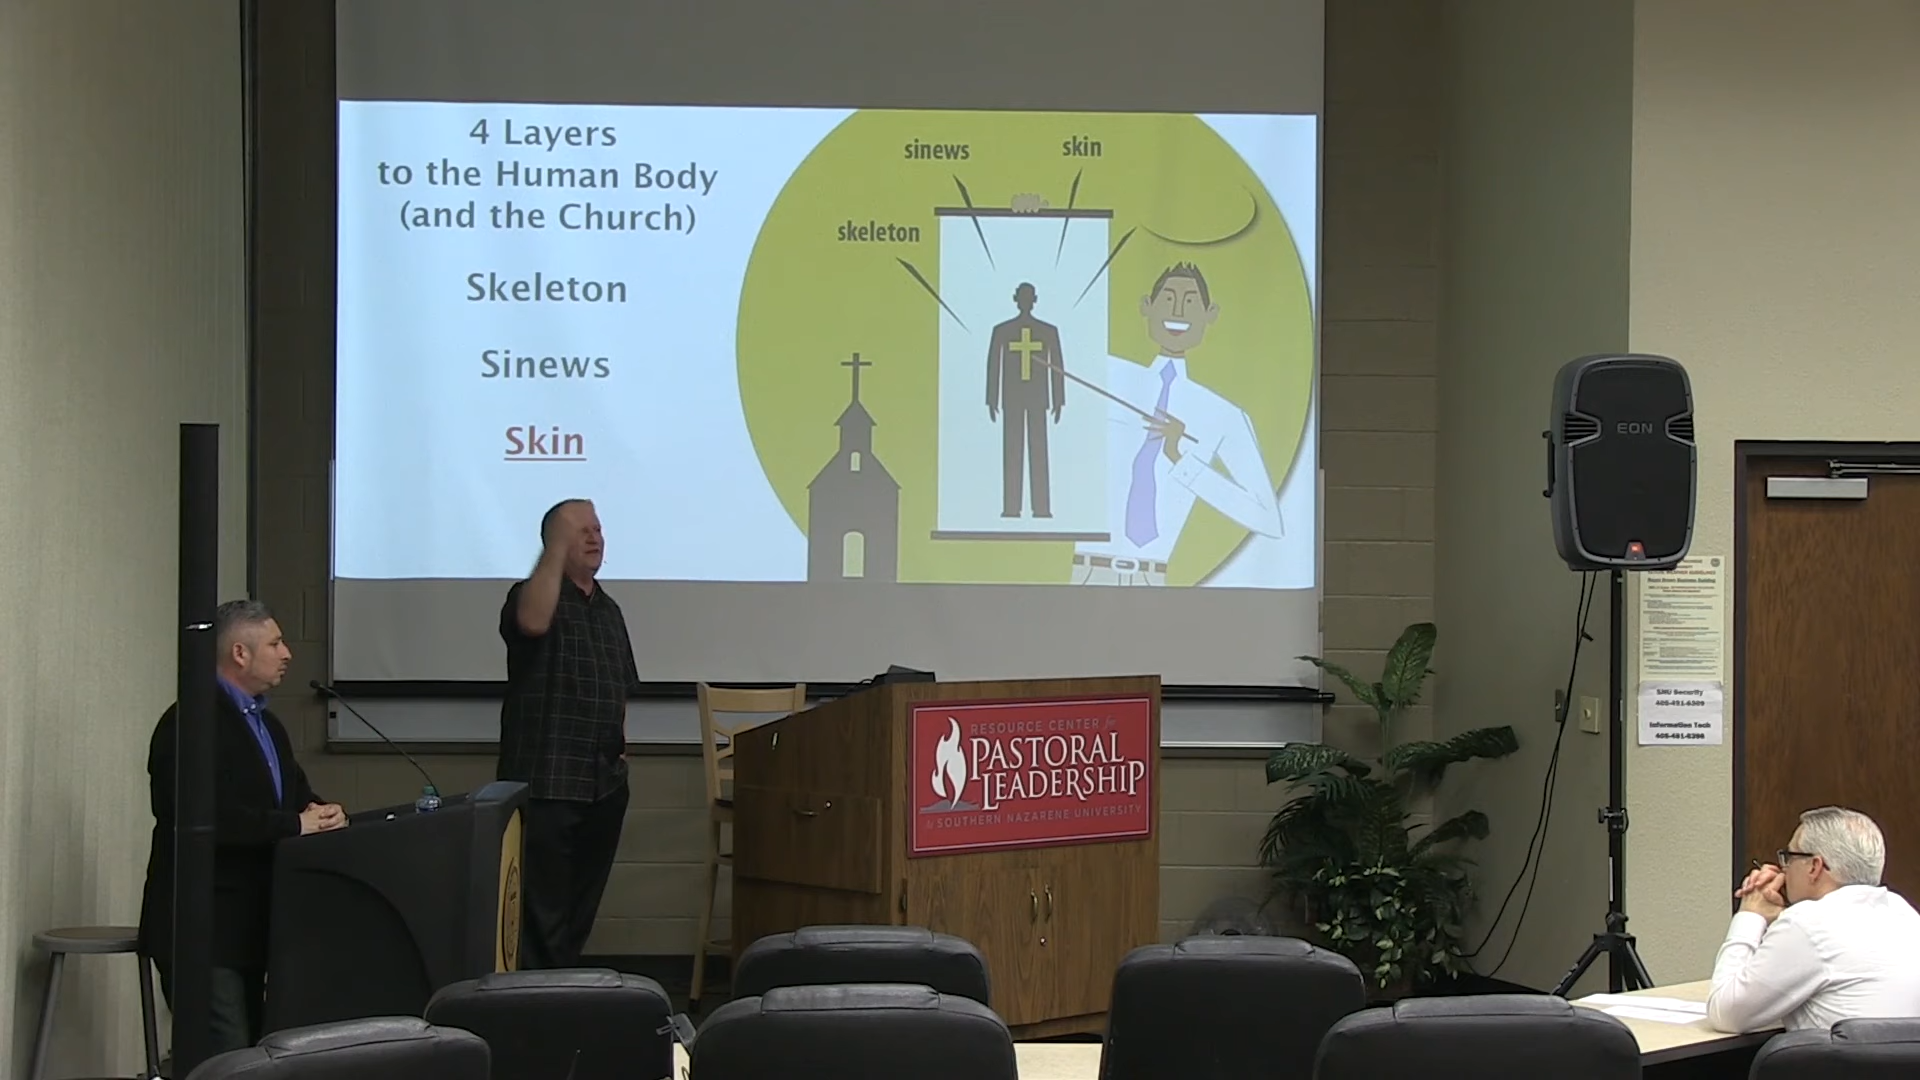 4 Layers
to the Human Body
(and the Church)
Skeleton
Sinews
Skin
sinews
skin
skeleton
EON
RESOURCE CENTER for
PASTORAL
LEADERSHIP
SOUTHERN NAZARENE UNIVERSITY
SNU Security
Information Tech